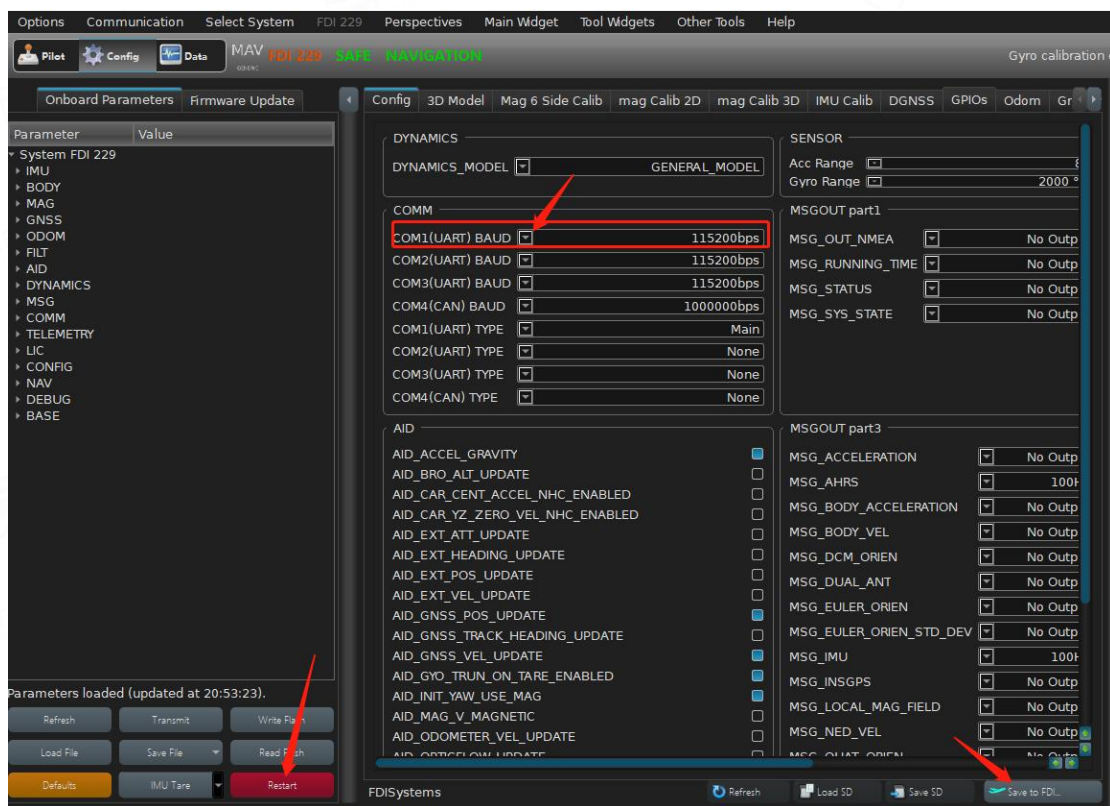 Options Communication Select System FDI 229 Perspectives Main Widget Tool Widgets Other Tools Help
Pilot Config Data MAV FDI 229 SAFE NAVIGATION Gyro calibration
Onboard Parameters Firmware Update
Config 3D Model Mag 6 Side Calib mag Calib 2D mag Calib 3D IMU Calib DGNSS GPIOs Odom Gr
Parameter Value
System FDI 229
IMU
BODY
MAG
GNSS
ODOM
FILT
AID
DYNAMICS
MSG
COMM
TELEMETRY
LIC
CONFIG
NAV
DEBUG
BASE
Parameters loaded (updated at 20:53:23).
Refresh Transmit Write Flash
Load File Save File Read Flash
Defaults IMU Tare Restart
DYNAMICS
DYNAMICS_MODEL GENERAL_MODEL
COMM
COM1(UART) BAUD 115200bps
COM2(UART) BAUD 115200bps
COM3(UART) BAUD 115200bps
COM4(CAN) BAUD 1000000bps
COM1(UART) TYPE Main
COM2(UART) TYPE None
COM3(UART) TYPE None
COM4(CAN) TYPE None
AID
AID_ACCEL_GRAVITY
AID_BRO_ALT_UPDATE
AID_CAR_CENT_ACCEL_NHC_ENABLED
AID_CAR_YZ_ZERO_VEL_NHC_ENABLED
AID_EXT_ATT_UPDATE
AID_EXT_HEADING_UPDATE
AID_EXT_POS_UPDATE
AID_EXT_VEL_UPDATE
AID_GNSS_POS_UPDATE
AID_GNSS_TRACK_HEADING_UPDATE
AID_GNSS_VEL_UPDATE
AID_GYO_TRUN_ON_TARE_ENABLED
AID_INIT_YAW_USE_MAG
AID_MAG_V_MAGNETIC
AID_ODOMETER_VEL_UPDATE
AID_OPTICFLOW_UPDATE
SENSOR
Acc Range 8
Gyro Range 2000 °
MSGOUT part1
MSG_OUT_NMEA No Outp
MSG_RUNNING_TIME No Outp
MSG_STATUS No Outp
MSG_SYS_STATE No Outp
MSGOUT part3
MSG_ACCELERATION No Outp
MSG_AHRS 100H
MSG_BODY_ACCELERATION No Outp
MSG_BODY_VEL No Outp
MSG_DCM_ORIEN No Outp
MSG_DUAL_ANT No Outp
MSG_EULER_ORIEN No Outp
MSG_EULER_ORIEN_STD_DEV No Outp
MSG_IMU 100H
MSG_INSGPS No Outp
MSG_LOCAL_MAG_FIELD No Outp
MSG_NED_VEL No Outp
MSG_QUAT_ORIEN No Outp
FDISystems Refresh Load SD Save SD Save to FDI...